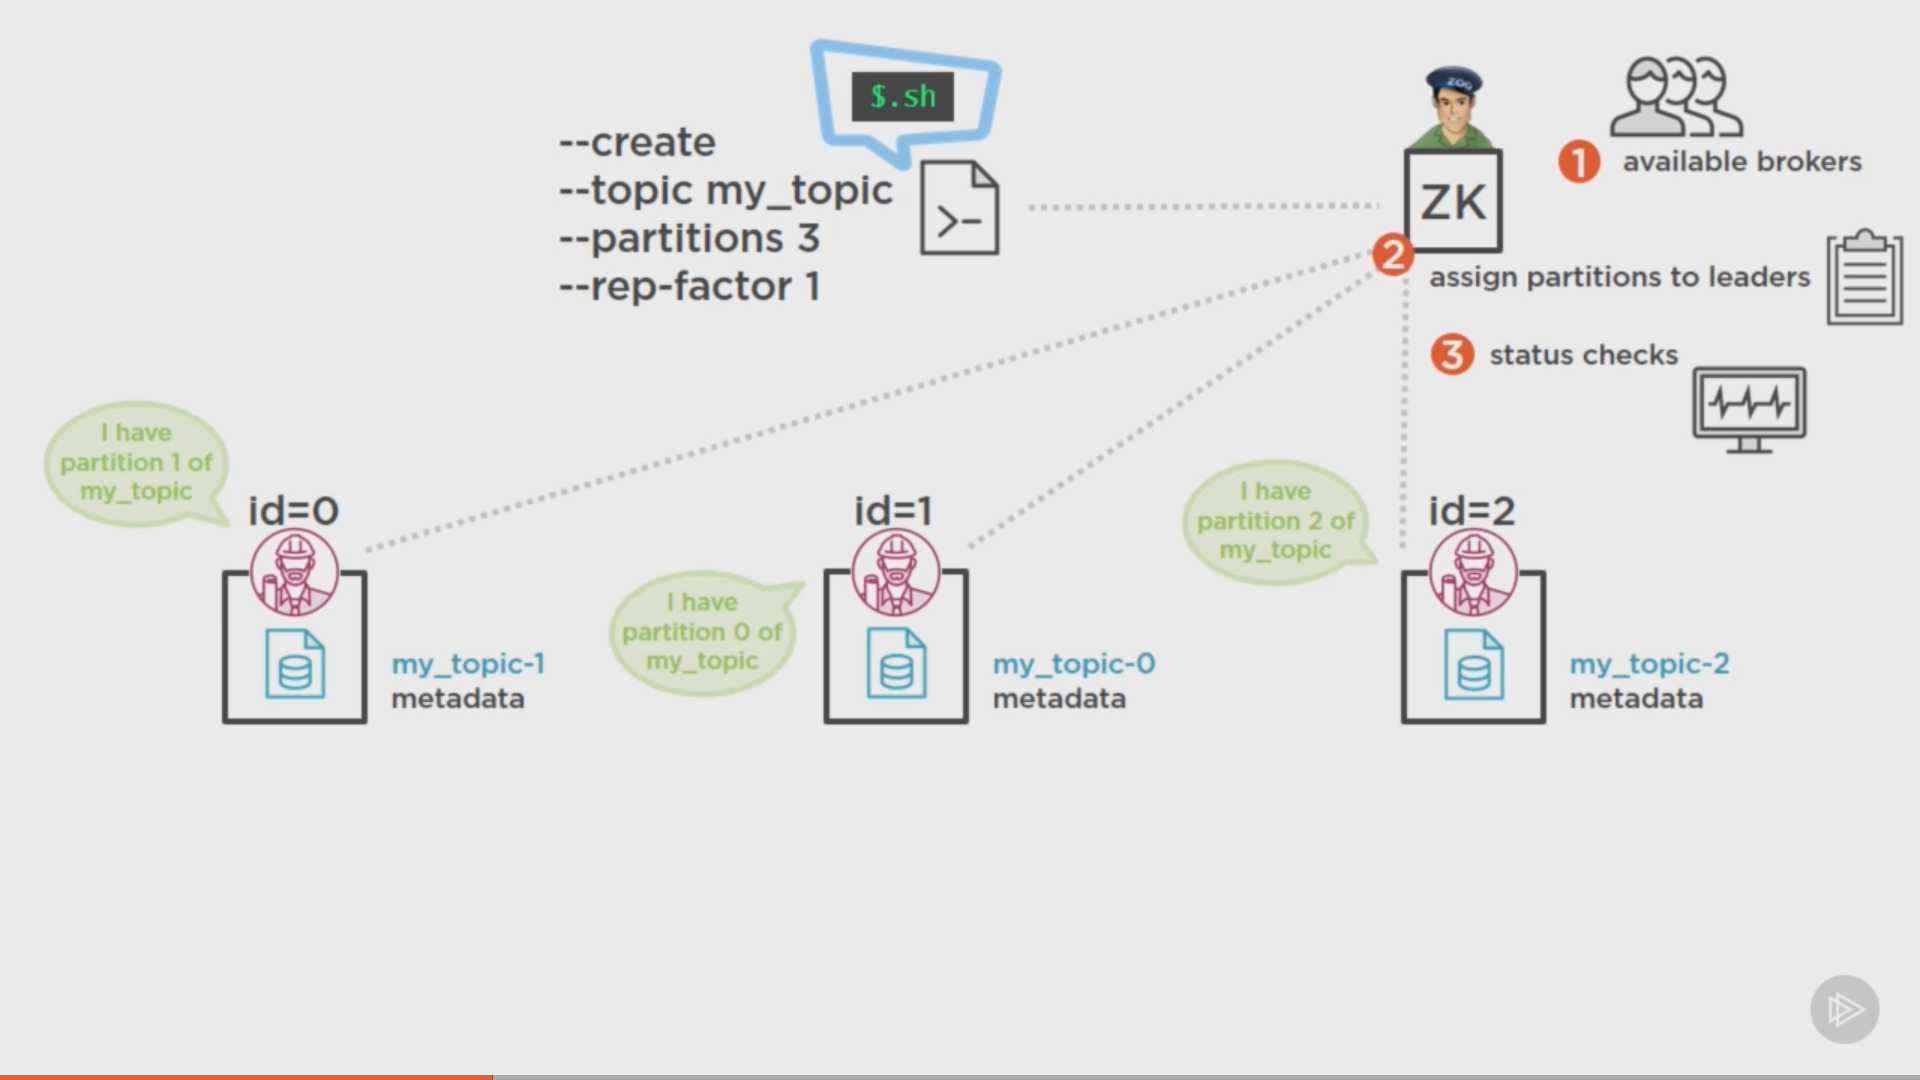 $.sh
--create
--topic my_topic
--partitions 3
--rep-factor 1
>-
ZOO
ZK
1 available brokers
2 assign partitions to leaders
3 status checks
I have
partition 1 of
my_topic
id=0
my_topic-1
metadata
I have
partition 0 of
my_topic
id=1
my_topic-0
metadata
I have
partition 2 of
my_topic
id=2
my_topic-2
metadata